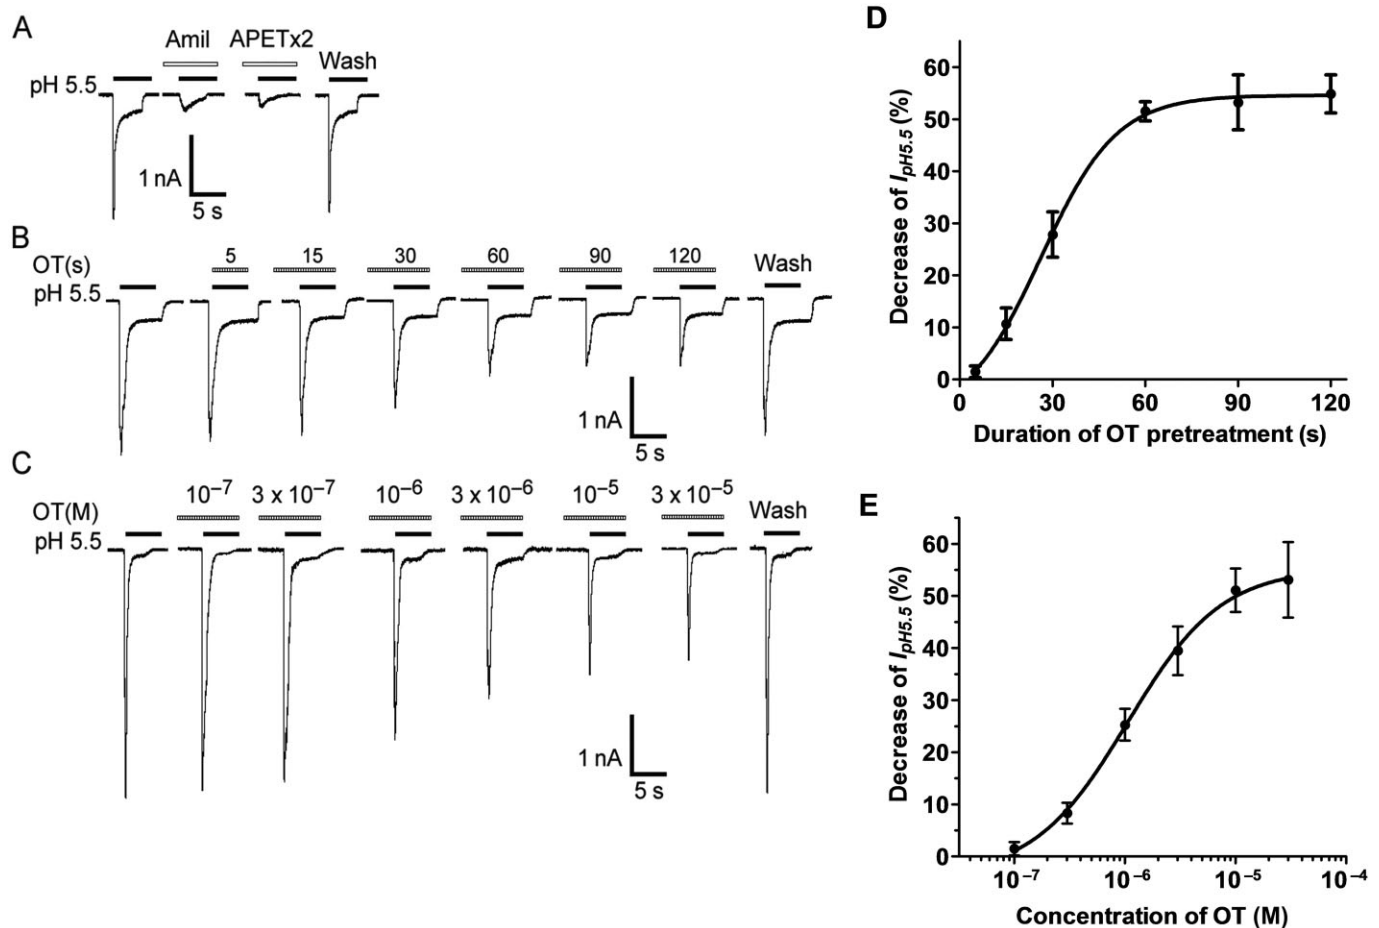 A
Amil APETx2
Wash
pH 5.5
1 nA
5 s
B
OT(s) 5 15 30 60 90 120 Wash
pH 5.5
1 nA
5 s
C
OT(M) 10⁻⁷ 3 x 10⁻⁷ 10⁻⁶ 3 x 10⁻⁶ 10⁻⁵ 3 x 10⁻⁵ Wash
pH 5.5
1 nA
5 s
D
Decrease of IpH5.5 (%)
60
50
40
30
20
10
0
0 30 60 90 120
Duration of OT pretreatment (s)
E
Decrease of IpH5.5 (%)
60
50
40
30
20
10
0
10⁻⁷ 10⁻⁶ 10⁻⁵ 10⁻⁴
Concentration of OT (M)